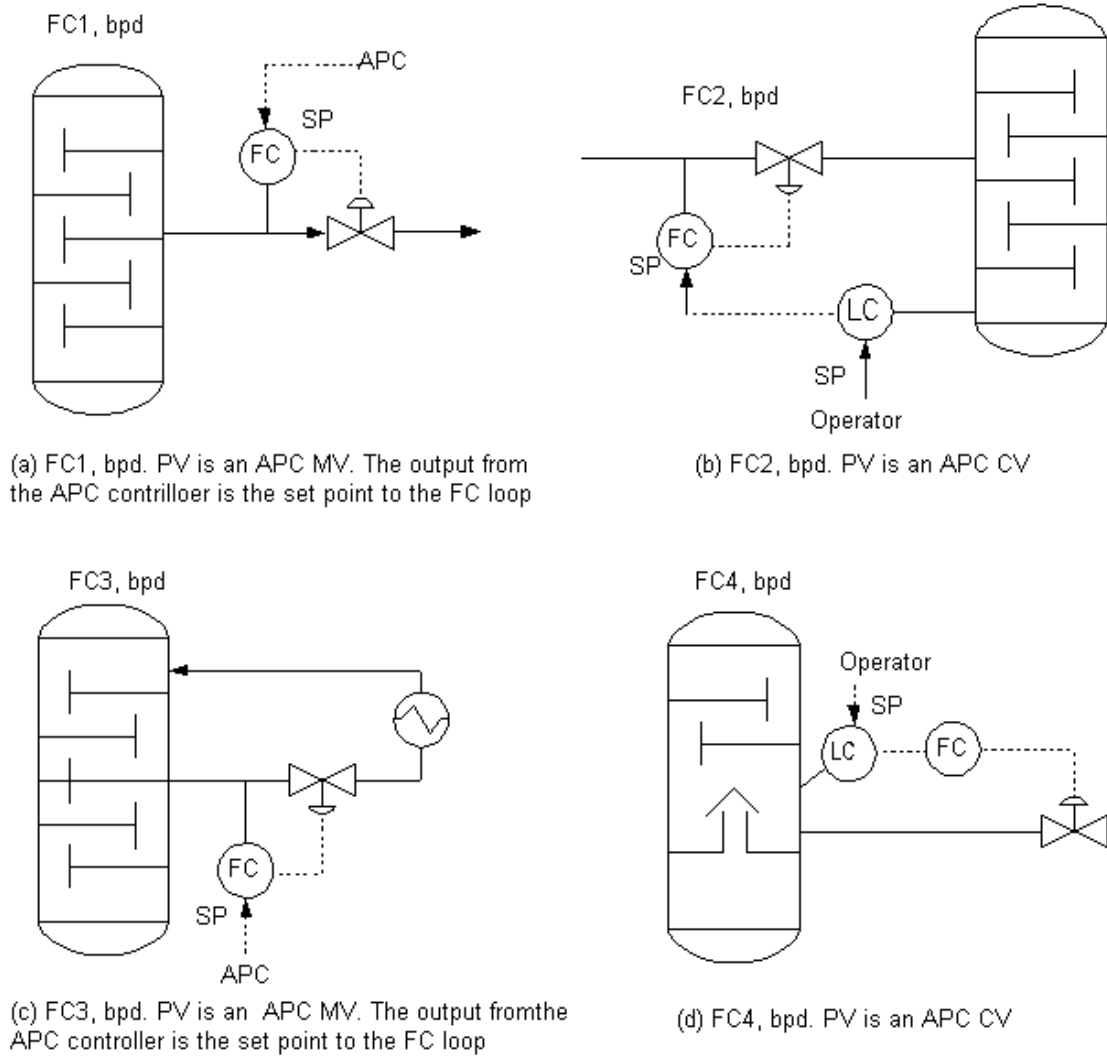 FC1, bpd
APC
SP
FC
(a) FC1, bpd. PV is an APC MV. The output from
the APC contrilloer is the set point to the FC loop
FC2, bpd
FC
SP
LC
SP
Operator
(b) FC2, bpd. PV is an APC CV
FC3, bpd
FC
SP
APC
(c) FC3, bpd. PV is an APC MV. The output fromthe
APC controller is the set point to the FC loop
FC4, bpd
Operator
SP
LC
FC
(d) FC4, bpd. PV is an APC CV